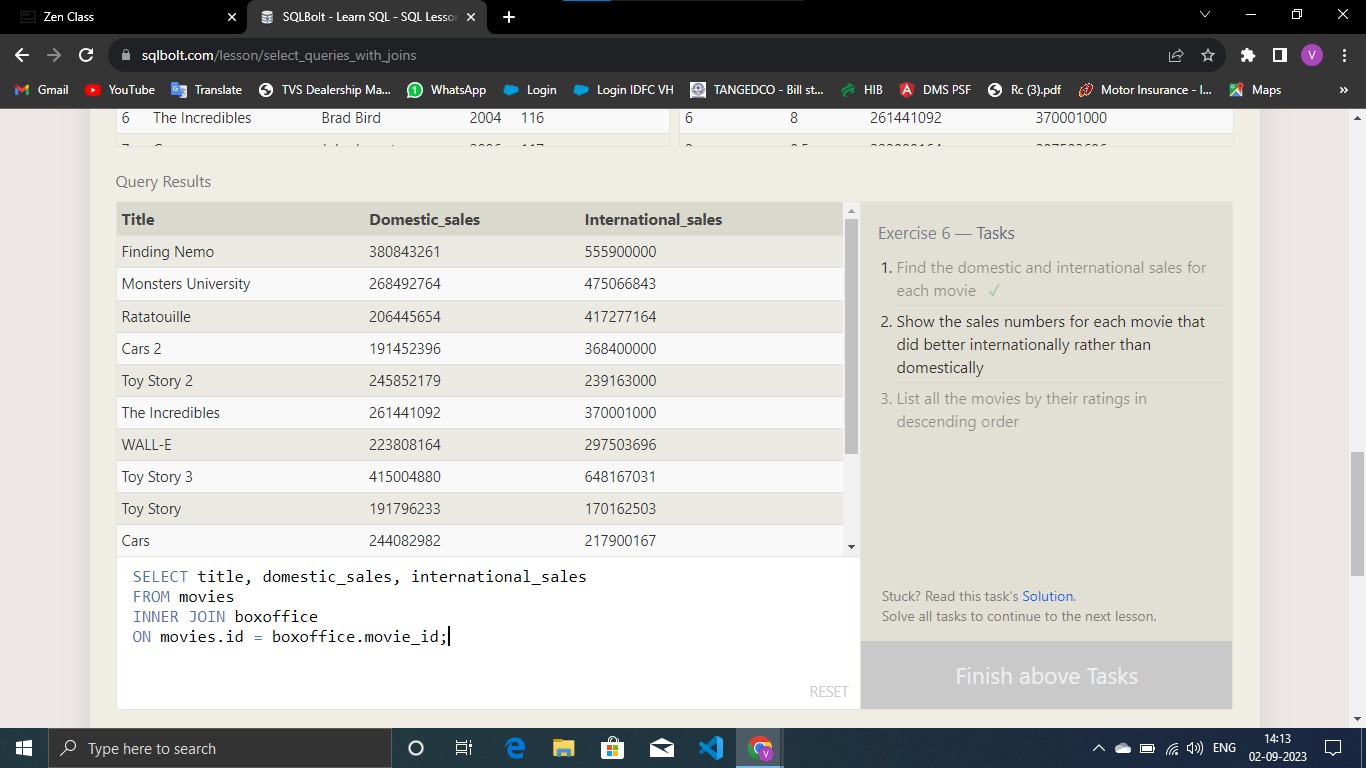 Zen Class
SQLBolt - Learn SQL - SQL Lesson
sqlbolt.com/lesson/select_queries_with_joins
V
Gmail YouTube Translate TVS Dealership Ma... WhatsApp Login Login IDFC VH TANGEDCO - Bill st... HIB DMS PSF Rc (3).pdf Motor Insurance - I... Maps »
6 The Incredibles Brad Bird 2004 116 6 8 261441092 370001000
Query Results
Title Domestic_sales International_sales
Finding Nemo 380843261 555900000
Monsters University 268492764 475066843
Ratatouille 206445654 417277164
Cars 2 191452396 368400000
Toy Story 2 245852179 239163000
The Incredibles 261441092 370001000
WALL-E 223808164 297503696
Toy Story 3 415004880 648167031
Toy Story 191796233 170162503
Cars 244082982 217900167
Exercise 6 — Tasks
1. Find the domestic and international sales for
each movie ✓
2. Show the sales numbers for each movie that
did better internationally rather than
domestically
3. List all the movies by their ratings in
descending order
SELECT title, domestic_sales, international_sales
FROM movies
INNER JOIN boxoffice
ON movies.id = boxoffice.movie_id;
RESET
Stuck? Read this task's Solution.
Solve all tasks to continue to the next lesson.
Finish above Tasks
Type here to search
V
ENG
14:13
02-09-2023